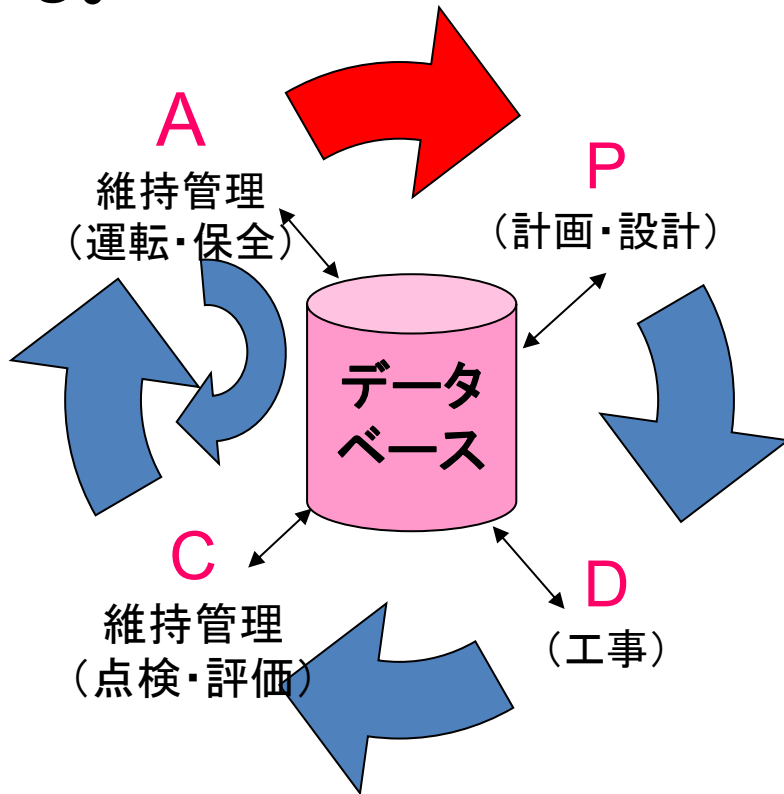 る。
A
維持管理
（運転・保全）
P
（計画・設計）
データ
ベース
C
維持管理
（点検・評価）
D
（工事）